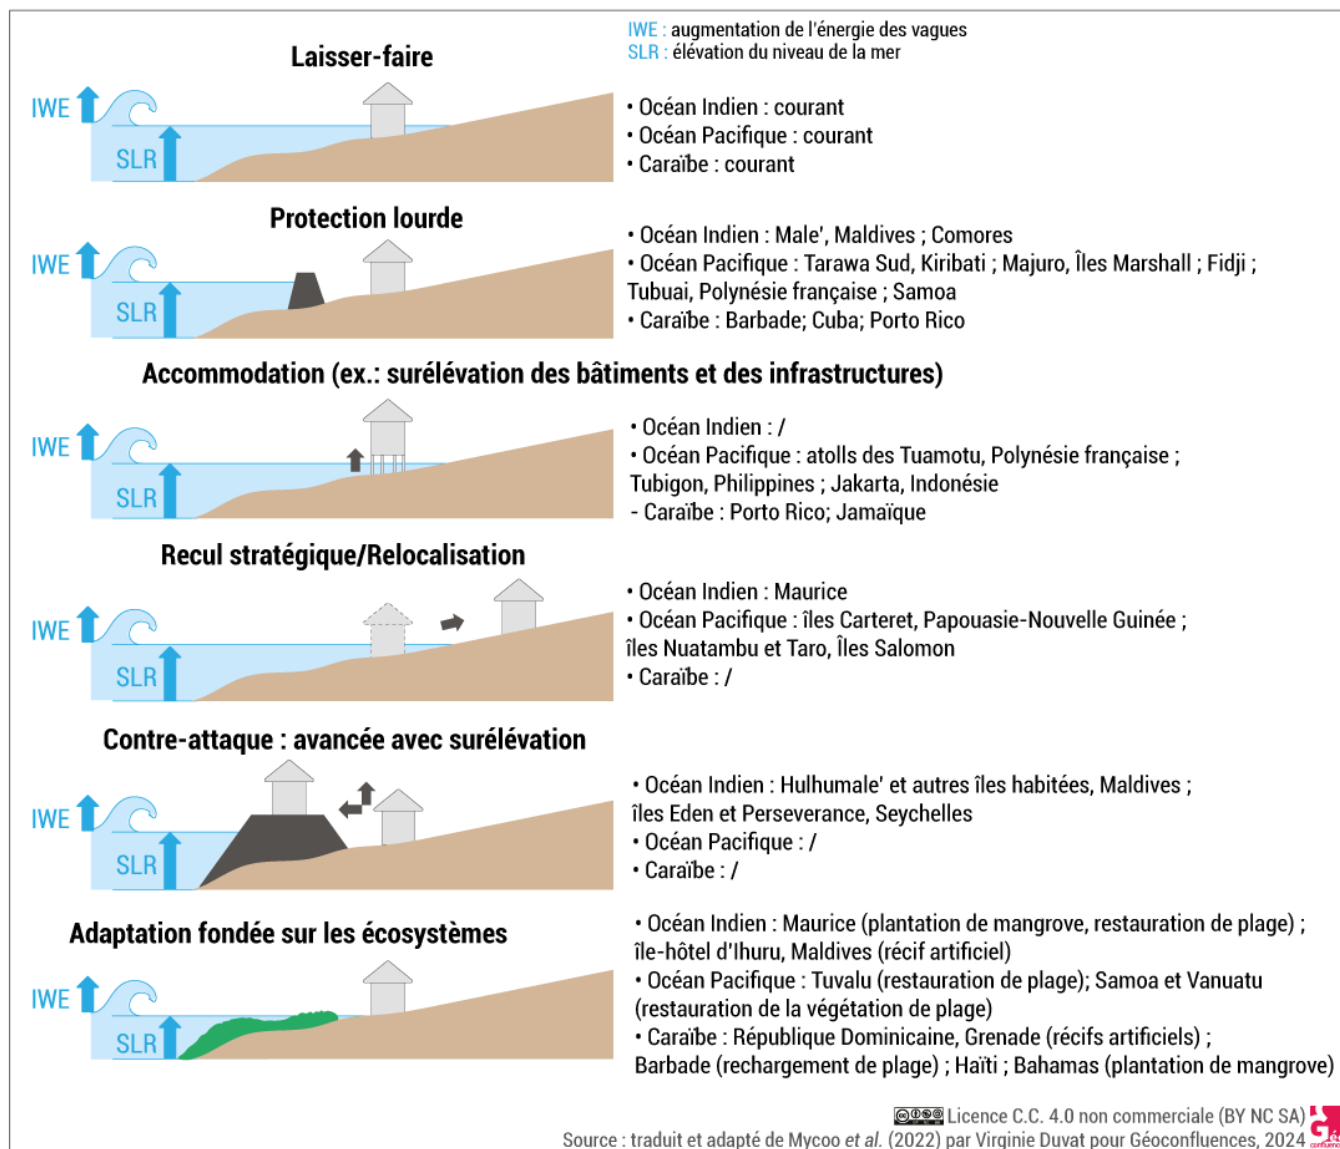 IWE : augmentation de l'énergie des vagues
SLR : élévation du niveau de la mer
Laisser-faire
IWE
SLR
• Océan Indien : courant
• Océan Pacifique : courant
• Caraïbe : courant
Protection lourde
IWE
SLR
• Océan Indien : Male', Maldives ; Comores
• Océan Pacifique : Tarawa Sud, Kiribati ; Majuro, Îles Marshall ; Fidji ;
Tubuai, Polynésie française ; Samoa
• Caraïbe : Barbade; Cuba; Porto Rico
Accommodation (ex.: surélévation des bâtiments et des infrastructures)
IWE
SLR
• Océan Indien : /
• Océan Pacifique : atolls des Tuamotu, Polynésie française ;
Tubigon, Philippines ; Jakarta, Indonésie
- Caraïbe : Porto Rico; Jamaïque
Recul stratégique/Relocalisation
IWE
SLR
• Océan Indien : Maurice
• Océan Pacifique : îles Carteret, Papouasie-Nouvelle Guinée ;
îles Nuatambu et Taro, Îles Salomon
• Caraïbe : /
Contre-attaque : avancée avec surélévation
IWE
SLR
• Océan Indien : Hulhumale' et autres îles habitées, Maldives ;
îles Eden et Perseverance, Seychelles
• Océan Pacifique : /
• Caraïbe : /
Adaptation fondée sur les écosystèmes
IWE
SLR
• Océan Indien : Maurice (plantation de mangrove, restauration de plage) ;
île-hôtel d'Ihuru, Maldives (récif artificiel)
• Océan Pacifique : Tuvalu (restauration de plage); Samoa et Vanuatu
(restauration de la végétation de plage)
• Caraïbe : République Dominicaine, Grenade (récifs artificiels) ;
Barbade (rechargement de plage) ; Haïti ; Bahamas (plantation de mangrove)
Licence C.C. 4.0 non commerciale (BY NC SA)
Source : traduit et adapté de Mycoo et al. (2022) par Virginie Duvat pour Géoconfluences, 2024